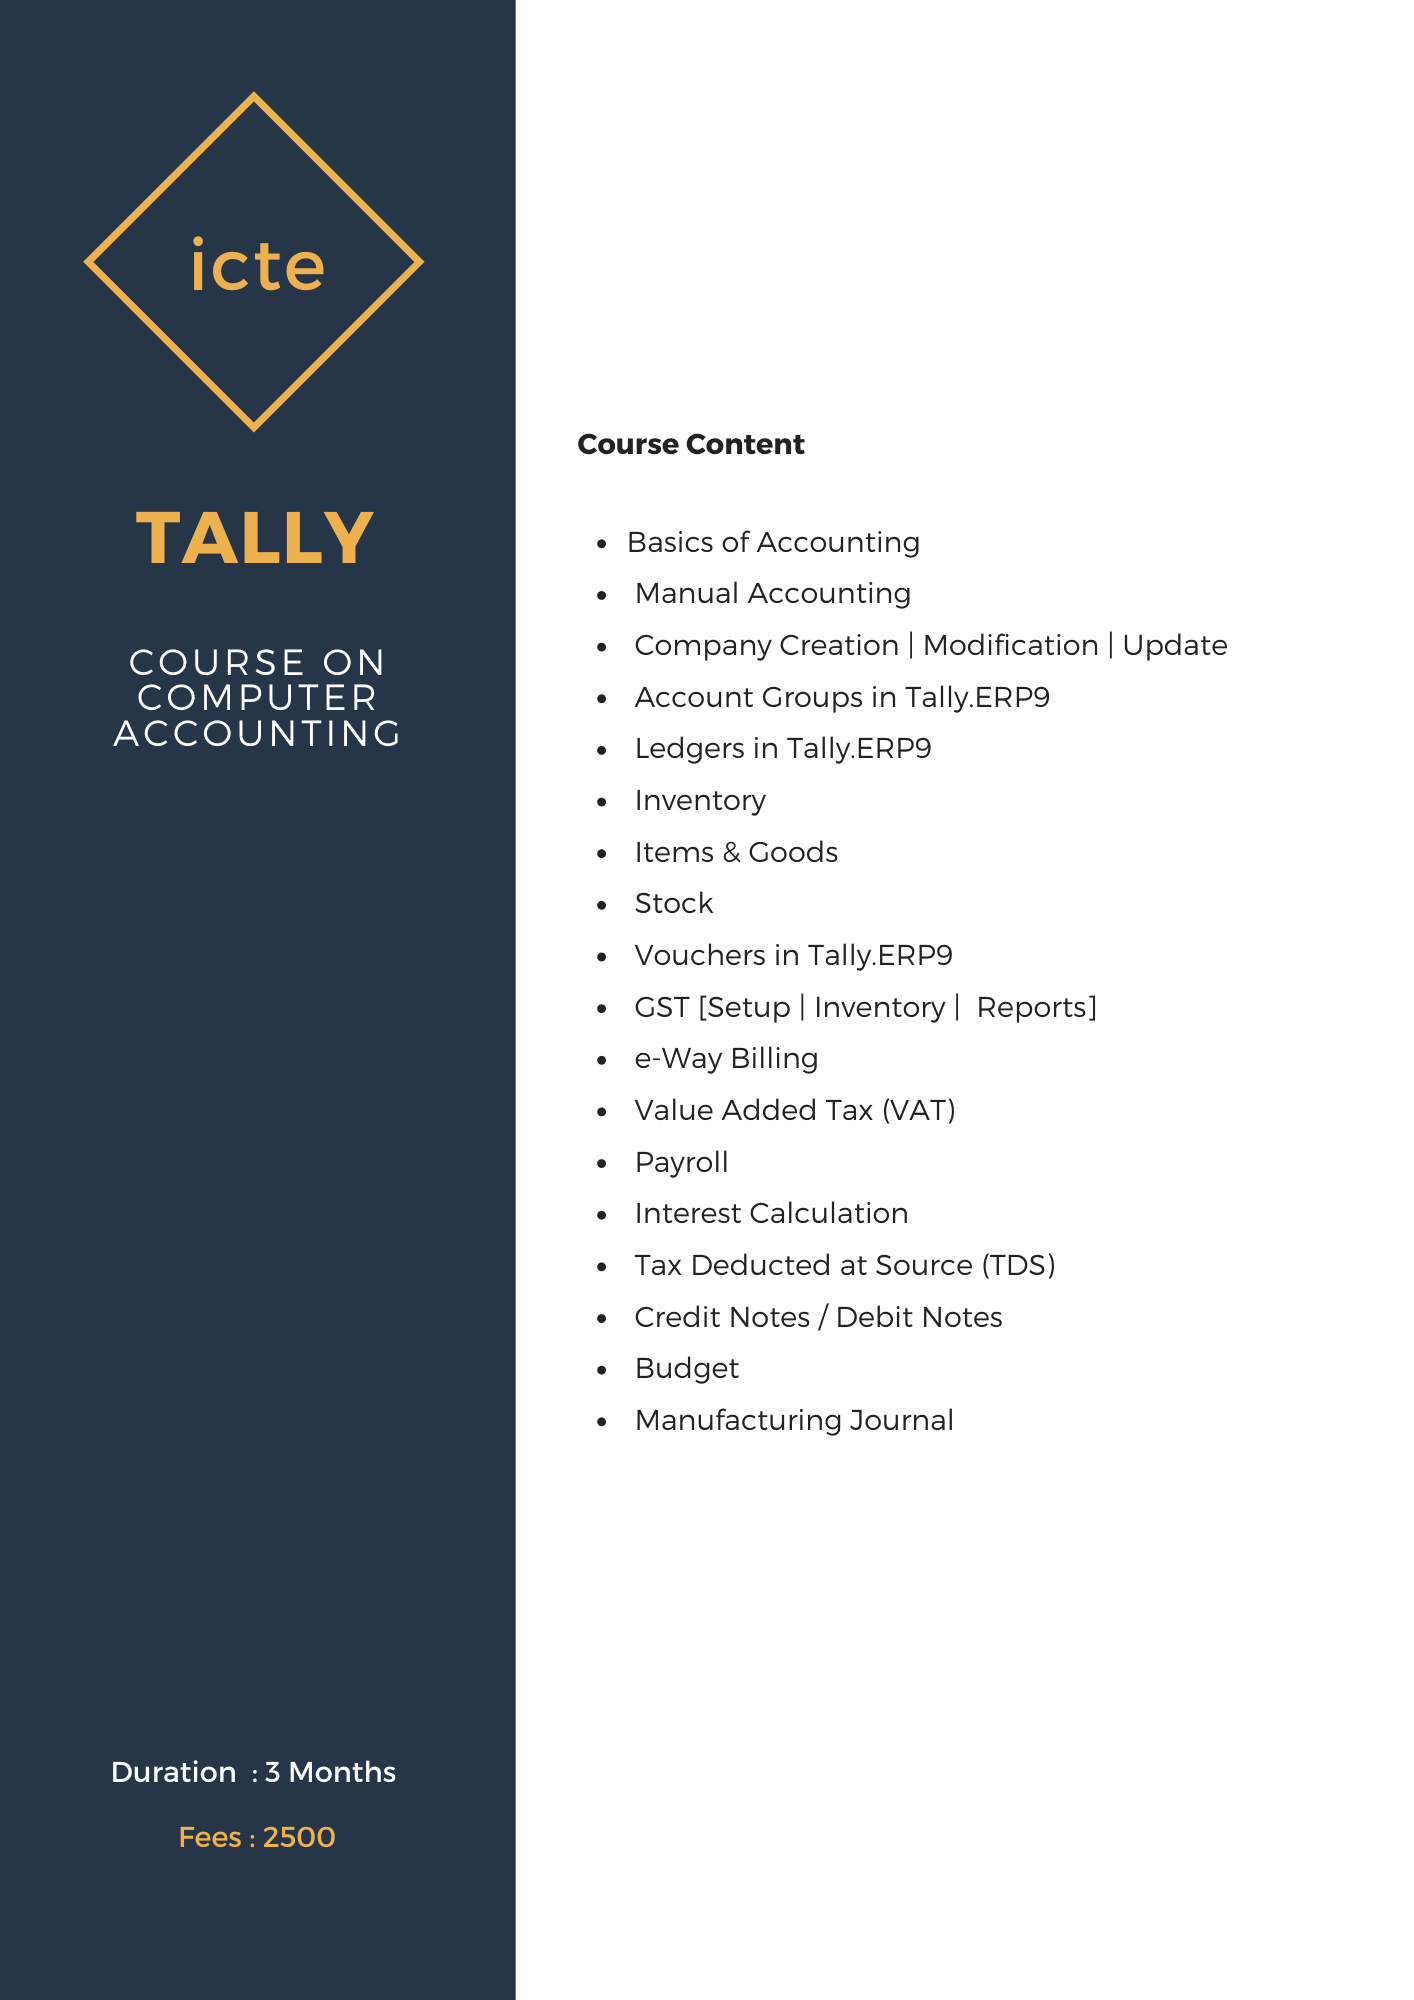 icte
TALLY
COURSE ON
COMPUTER
ACCOUNTING
Duration : 3 Months
Fees : 2500
Course Content
• Basics of Accounting
• Manual Accounting
• Company Creation | Modification | Update
• Account Groups in Tally.ERP9
• Ledgers in Tally.ERP9
• Inventory
• Items & Goods
• Stock
• Vouchers in Tally.ERP9
• GST [Setup | Inventory | Reports]
• e-Way Billing
• Value Added Tax (VAT)
• Payroll
• Interest Calculation
• Tax Deducted at Source (TDS)
• Credit Notes / Debit Notes
• Budget
• Manufacturing Journal